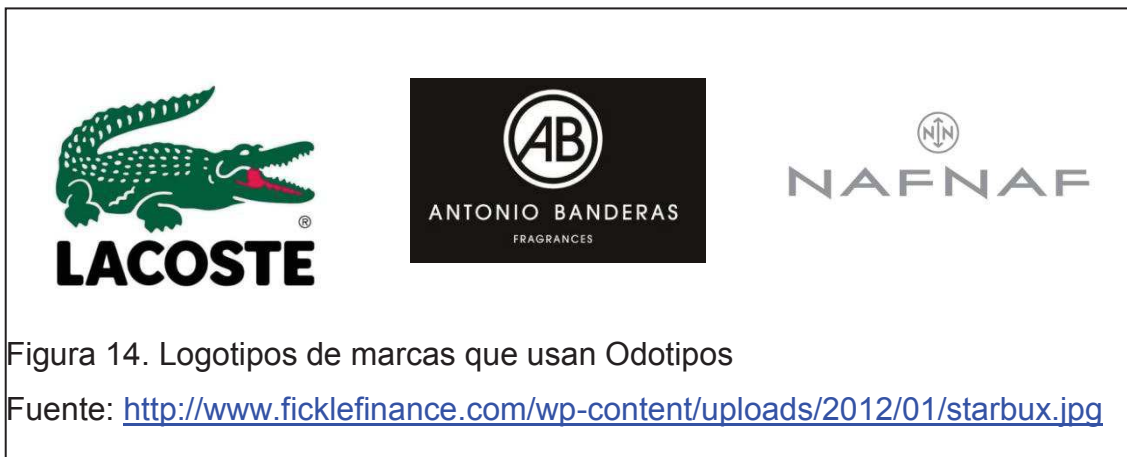 LACOSTE
®
AB
ANTONIO BANDERAS
FRAGRANCES
NN
NAFNAF
Figura 14. Logotipos de marcas que usan Odotipos
Fuente: http://www.ficklefinance.com/wp-content/uploads/2012/01/starbux.jpg